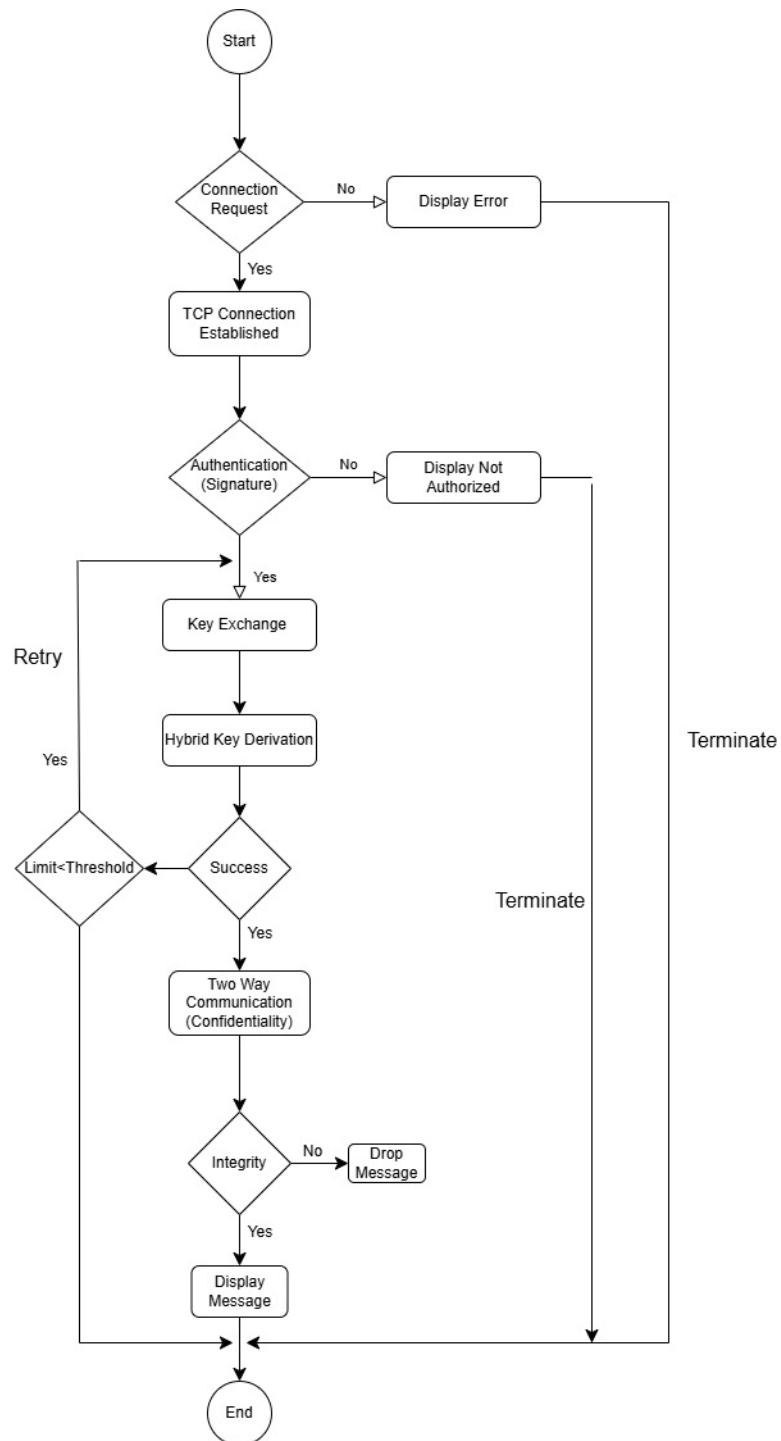 Start
Connection
Request
No
Display Error
Yes
TCP Connection
Established
Authentication
(Signature)
No
Display Not
Authorized
Yes
Key Exchange
Retry
Hybrid Key Derivation
Terminate
Yes
Limit<Threshold
Success
Terminate
Yes
Two Way
Communication
(Confidentiality)
Integrity
No
Drop
Message
Yes
Display
Message
End